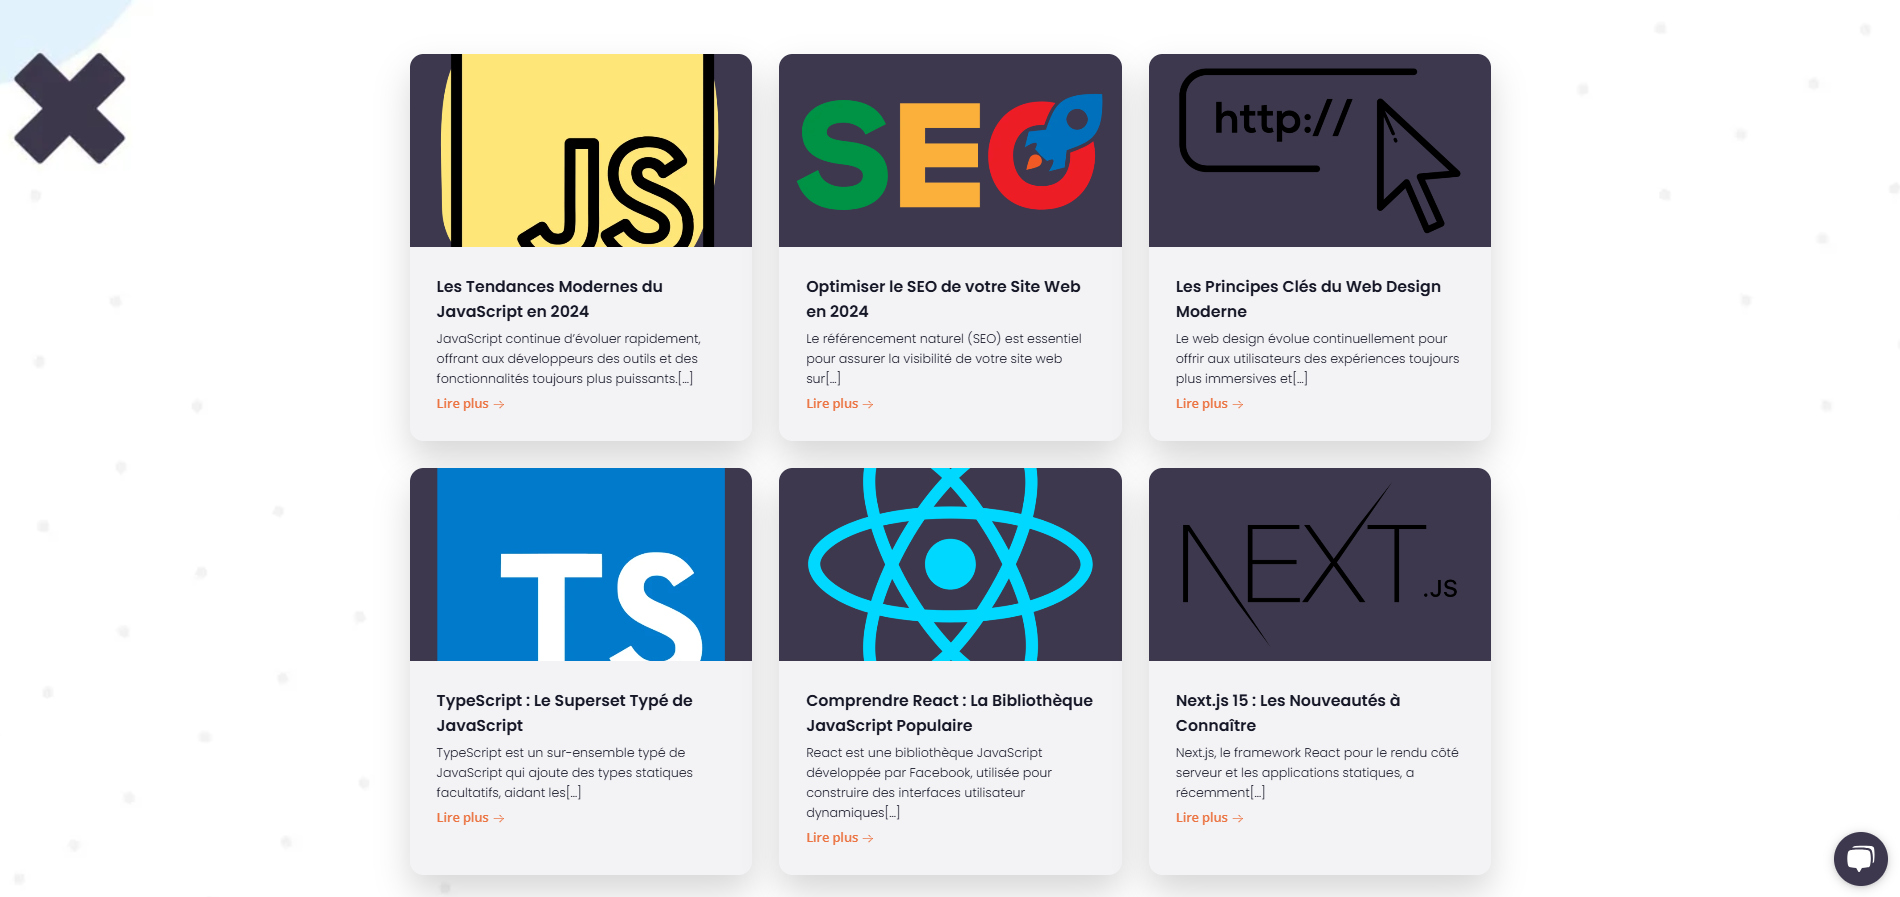 JS
SEO
http://
Les Tendances Modernes du
JavaScript en 2024
JavaScript continue d’évoluer rapidement,
offrant aux développeurs des outils et des
fonctionnalités toujours plus puissants.[...]
Lire plus →
Optimiser le SEO de votre Site Web
en 2024
Le référencement naturel (SEO) est essentiel
pour assurer la visibilité de votre site web
sur[...]
Lire plus →
Les Principes Clés du Web Design
Moderne
Le web design évolue continuellement pour
offrir aux utilisateurs des expériences toujours
plus immersives et[...]
Lire plus →
TS
NEXT.JS
TypeScript : Le Superset Typé de
JavaScript
TypeScript est un sur-ensemble typé de
JavaScript qui ajoute des types statiques
facultatifs, aidant les[...]
Lire plus →
Comprendre React : La Bibliothèque
JavaScript Populaire
React est une bibliothèque JavaScript
développée par Facebook, utilisée pour
construire des interfaces utilisateur
dynamiques[...]
Lire plus →
Next.js 15 : Les Nouveautés à
Connaître
Next.js, le framework React pour le rendu côté
serveur et les applications statiques, a
récemment[...]
Lire plus →